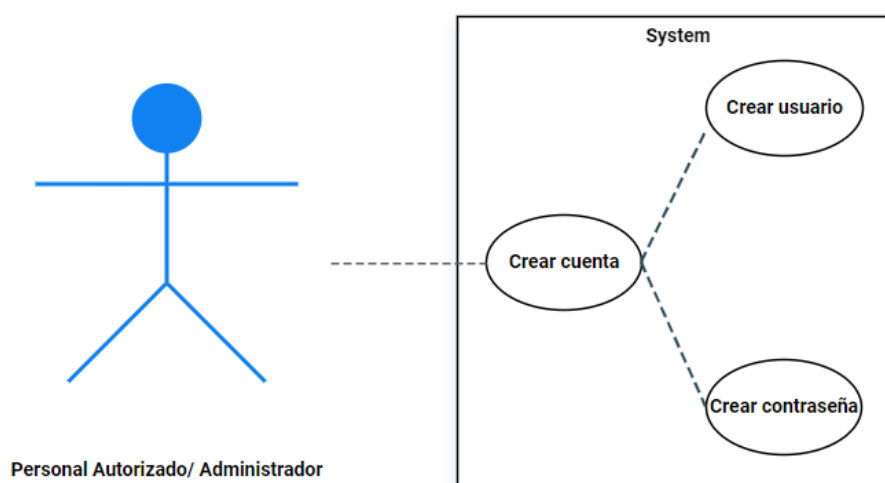 System
Crear usuario
Crear cuenta
Crear contraseña
Personal Autorizado/ Administrador